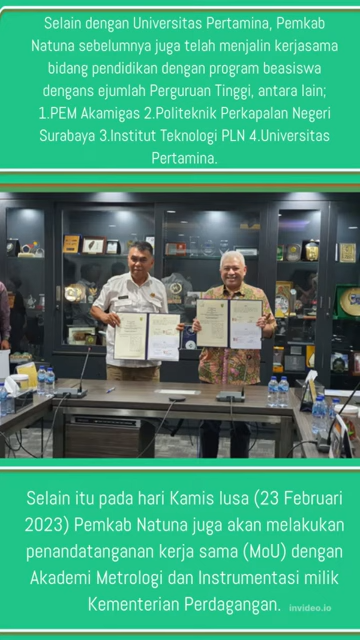 Selain dengan Universitas Pertamina, Pemkab
Natuna sebelumnya juga telah menjalin kerjasama
bidang pendidikan dengan program beasiswa
dengans ejumlah Perguruan Tinggi, antara lain;
1.PEM Akamigas 2.Politeknik Perkapalan Negeri
Surabaya 3.Institut Teknologi PLN 4.Universitas
Pertamina.
Selain itu pada hari Kamis lusa (23 Februari
2023) Pemkab Natuna juga akan melakukan
penandatanganan kerja sama (MoU) dengan
Akademi Metrologi dan Instrumentasi milik
Kementerian Perdagangan.
invideo.io